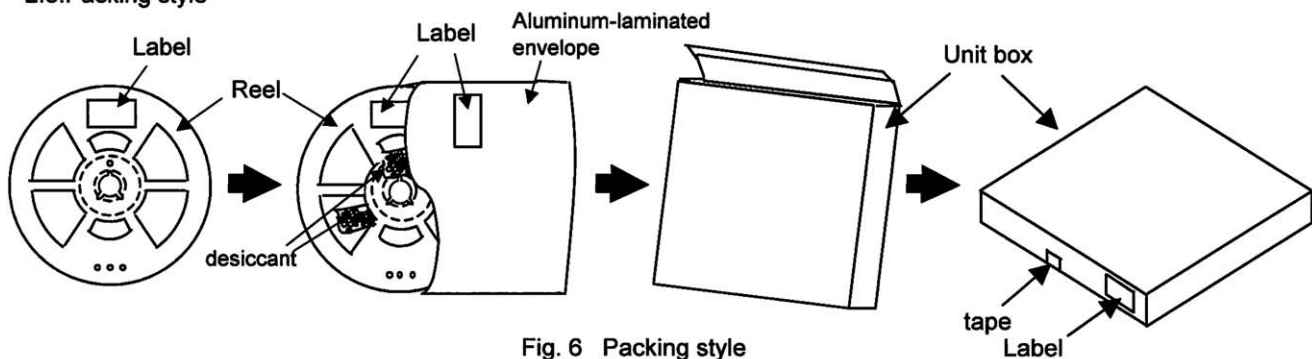 Label
Reel
Label
Aluminum-laminated
envelope
desiccant
Unit box
tape
Label
Fig. 6 Packing style